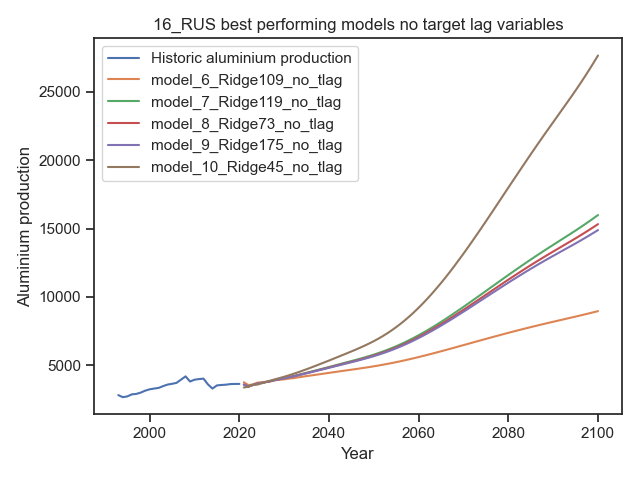 16_RUS best performing models no target lag variables
Historic aluminium production
model_6_Ridge109_no_tlag
model_7_Ridge119_no_tlag
model_8_Ridge73_no_tlag
model_9_Ridge175_no_tlag
model_10_Ridge45_no_tlag
Aluminium production
25000
20000
15000
10000
5000
2000
2020
2040
2060
2080
2100
Year